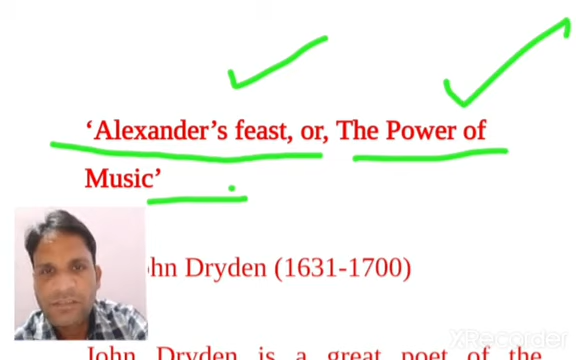 ‘Alexander’s feast, or, The Power of
Music’
ohn Dryden (1631-1700)
John Dryden is a great poet of the
XRecorder